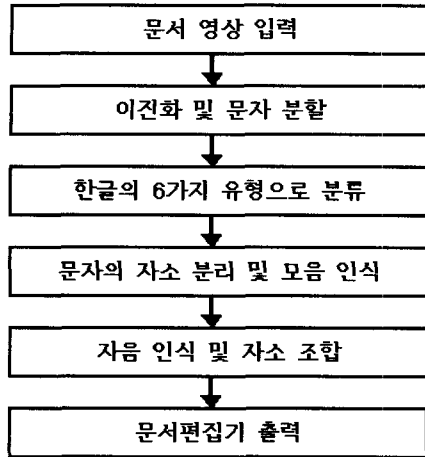 문서 영상 입력
이진화 및 문자 분할
한글의 6가지 유형으로 분류
문자의 자소 분리 및 모음 인식
자음 인식 및 자소 조합
문서편집기 출력